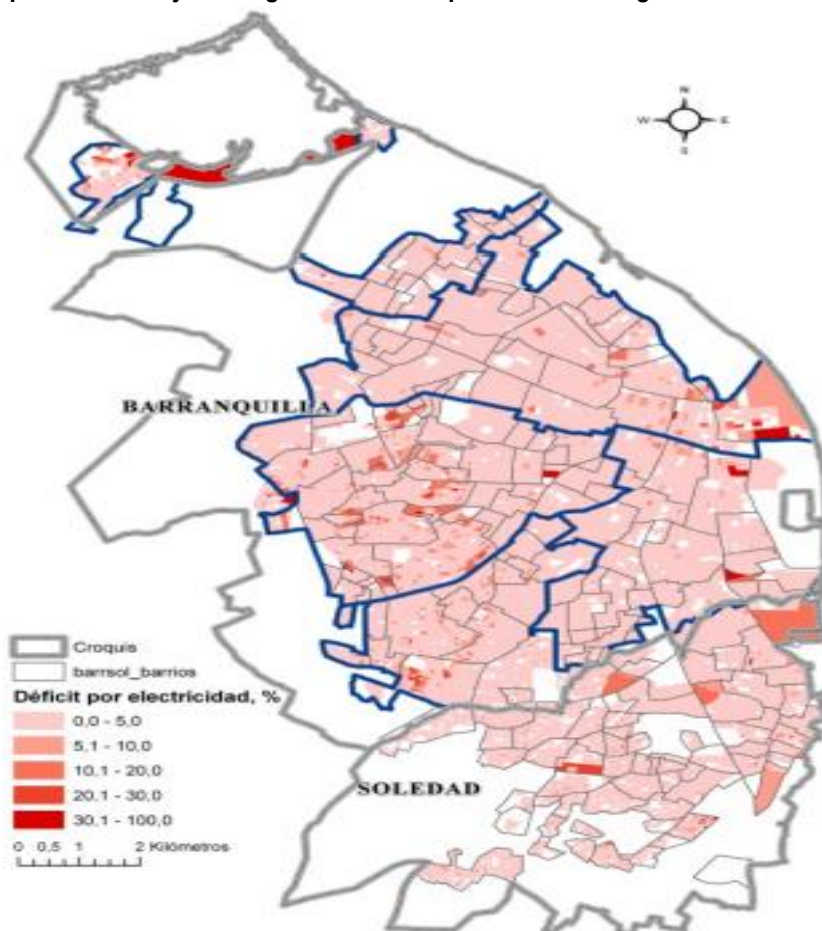 N
W E
S
BARRANQUILLA
Croquis
barrsol_barrios
Déficit por electricidad, %
0,0 - 5,0
5,1 - 10,0
10,1 - 20,0
20,1 - 30,0
30,1 - 100,0
0 0,5 1 2 Kilómetros
SOLEDAD